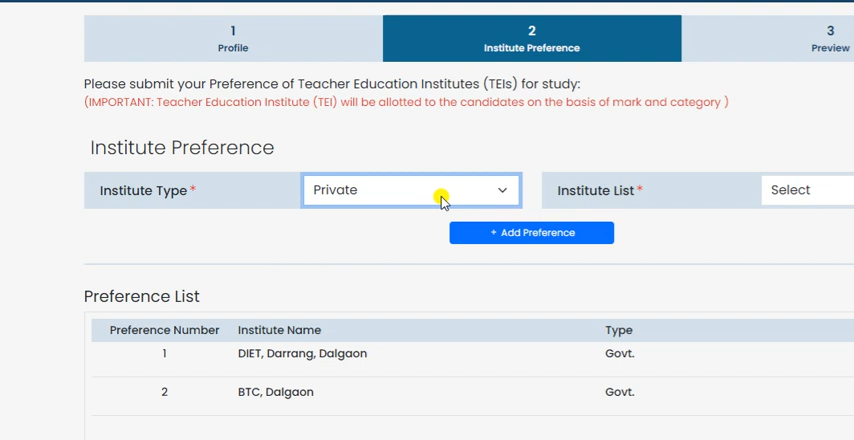 1
Profile
2
Institute Preference
3
Preview
Please submit your Preference of Teacher Education Institutes (TEIs) for study:
(IMPORTANT: Teacher Education Institute (TEI) will be allotted to the candidates on the basis of mark and category )
Institute Preference
Institute Type * Private Institute List * Select
+ Add Preference
Preference List
Preference Number Institute Name Type
1 DIET, Darrang, Dalgaon Govt.
2 BTC, Dalgaon Govt.